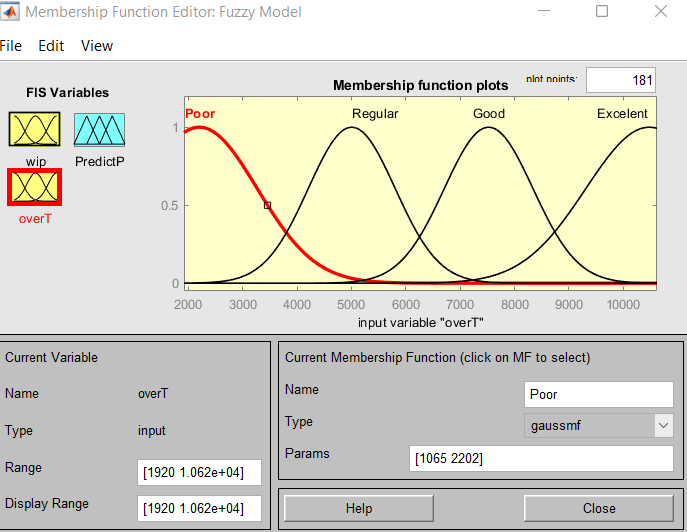 Membership Function Editor: Fuzzy Model
File Edit View
FIS Variables
wip PredictP
overT
Membership function plots
plot points: 181
Poor Regular Good Excelent
1
0.5
0
2000 3000 4000 5000 6000 7000 8000 9000 10000
input variable "overT"
Current Variable
Name overT
Type input
Range [1920 1.062e+04]
Display Range [1920 1.062e+04]
Current Membership Function (click on MF to select)
Name Poor
Type gaussmf
Params [1065 2202]
Help Close